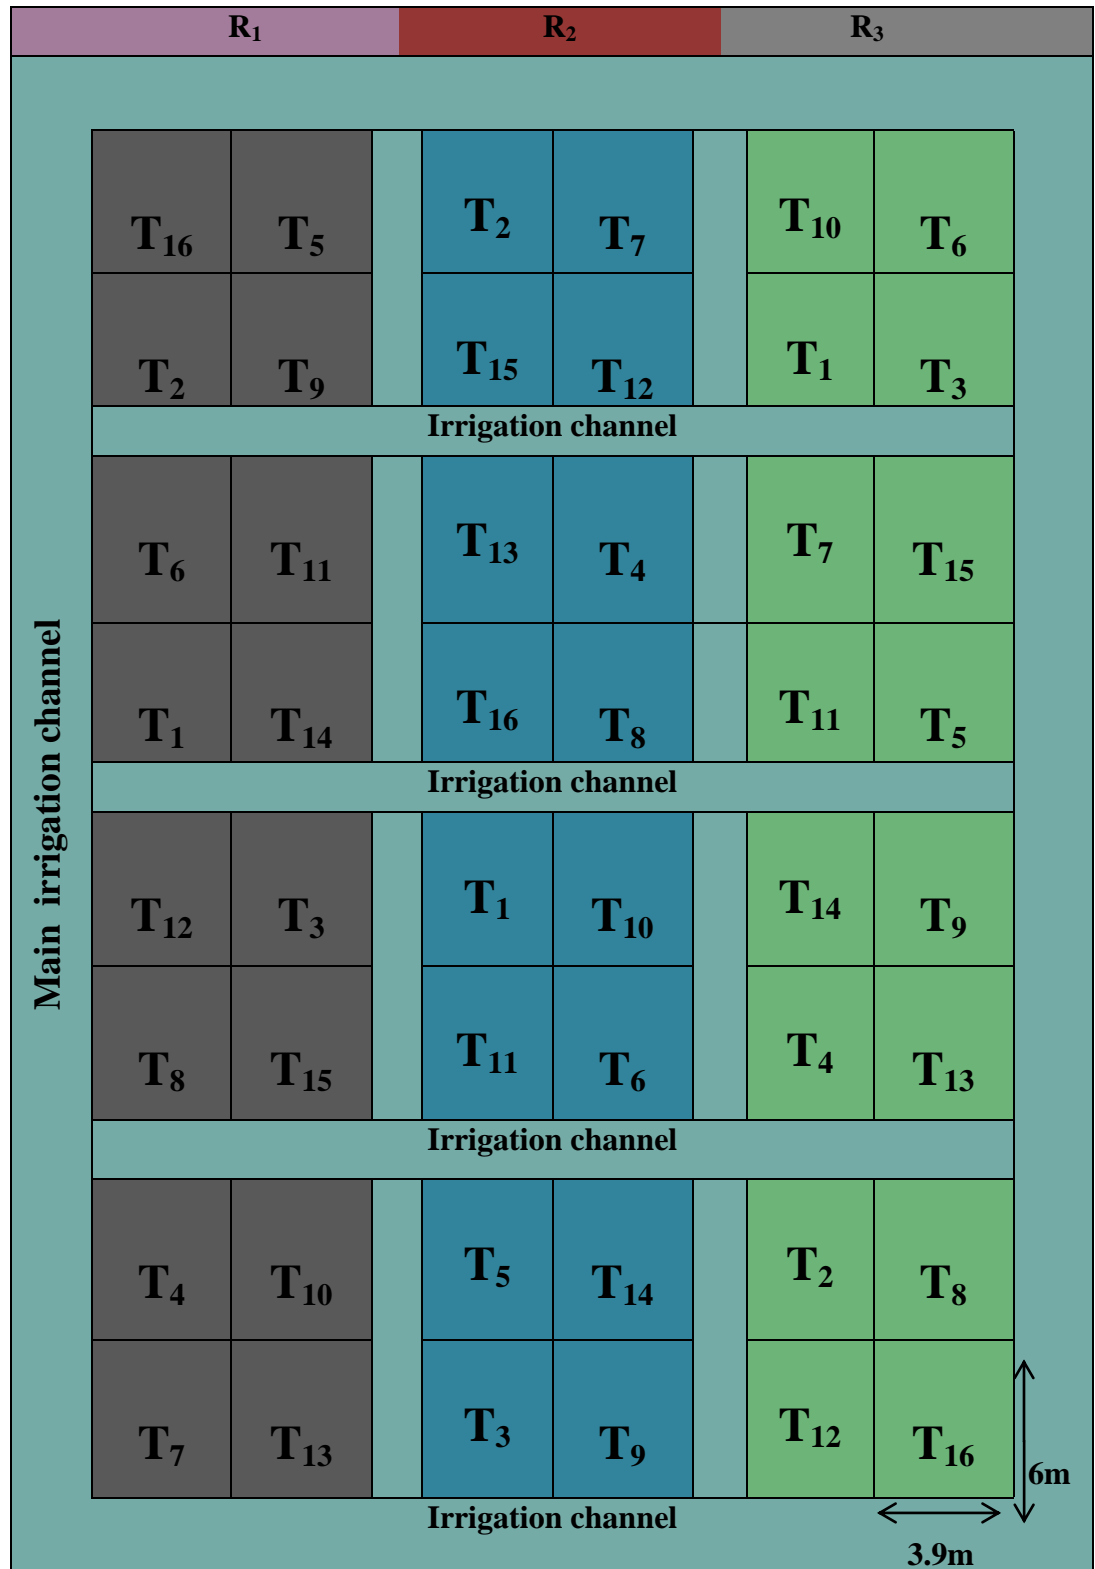 R₁ R₂ R₃
T₁₆ T₅ T₂ T₇ T₁₀ T₆
T₂ T₉ T₁₅ T₁₂ T₁ T₃
Irrigation channel
T₆ T₁₁ T₁₃ T₄ T₇ T₁₅
T₁ T₁₄ T₁₆ T₈ T₁₁ T₅
Irrigation channel
Main irrigation channel
T₁₂ T₃ T₁ T₁₀ T₁₄ T₉
T₈ T₁₅ T₁₁ T₆ T₄ T₁₃
Irrigation channel
T₄ T₁₀ T₅ T₁₄ T₂ T₈
T₇ T₁₃ T₃ T₉ T₁₂ T₁₆
6m
Irrigation channel
3.9m